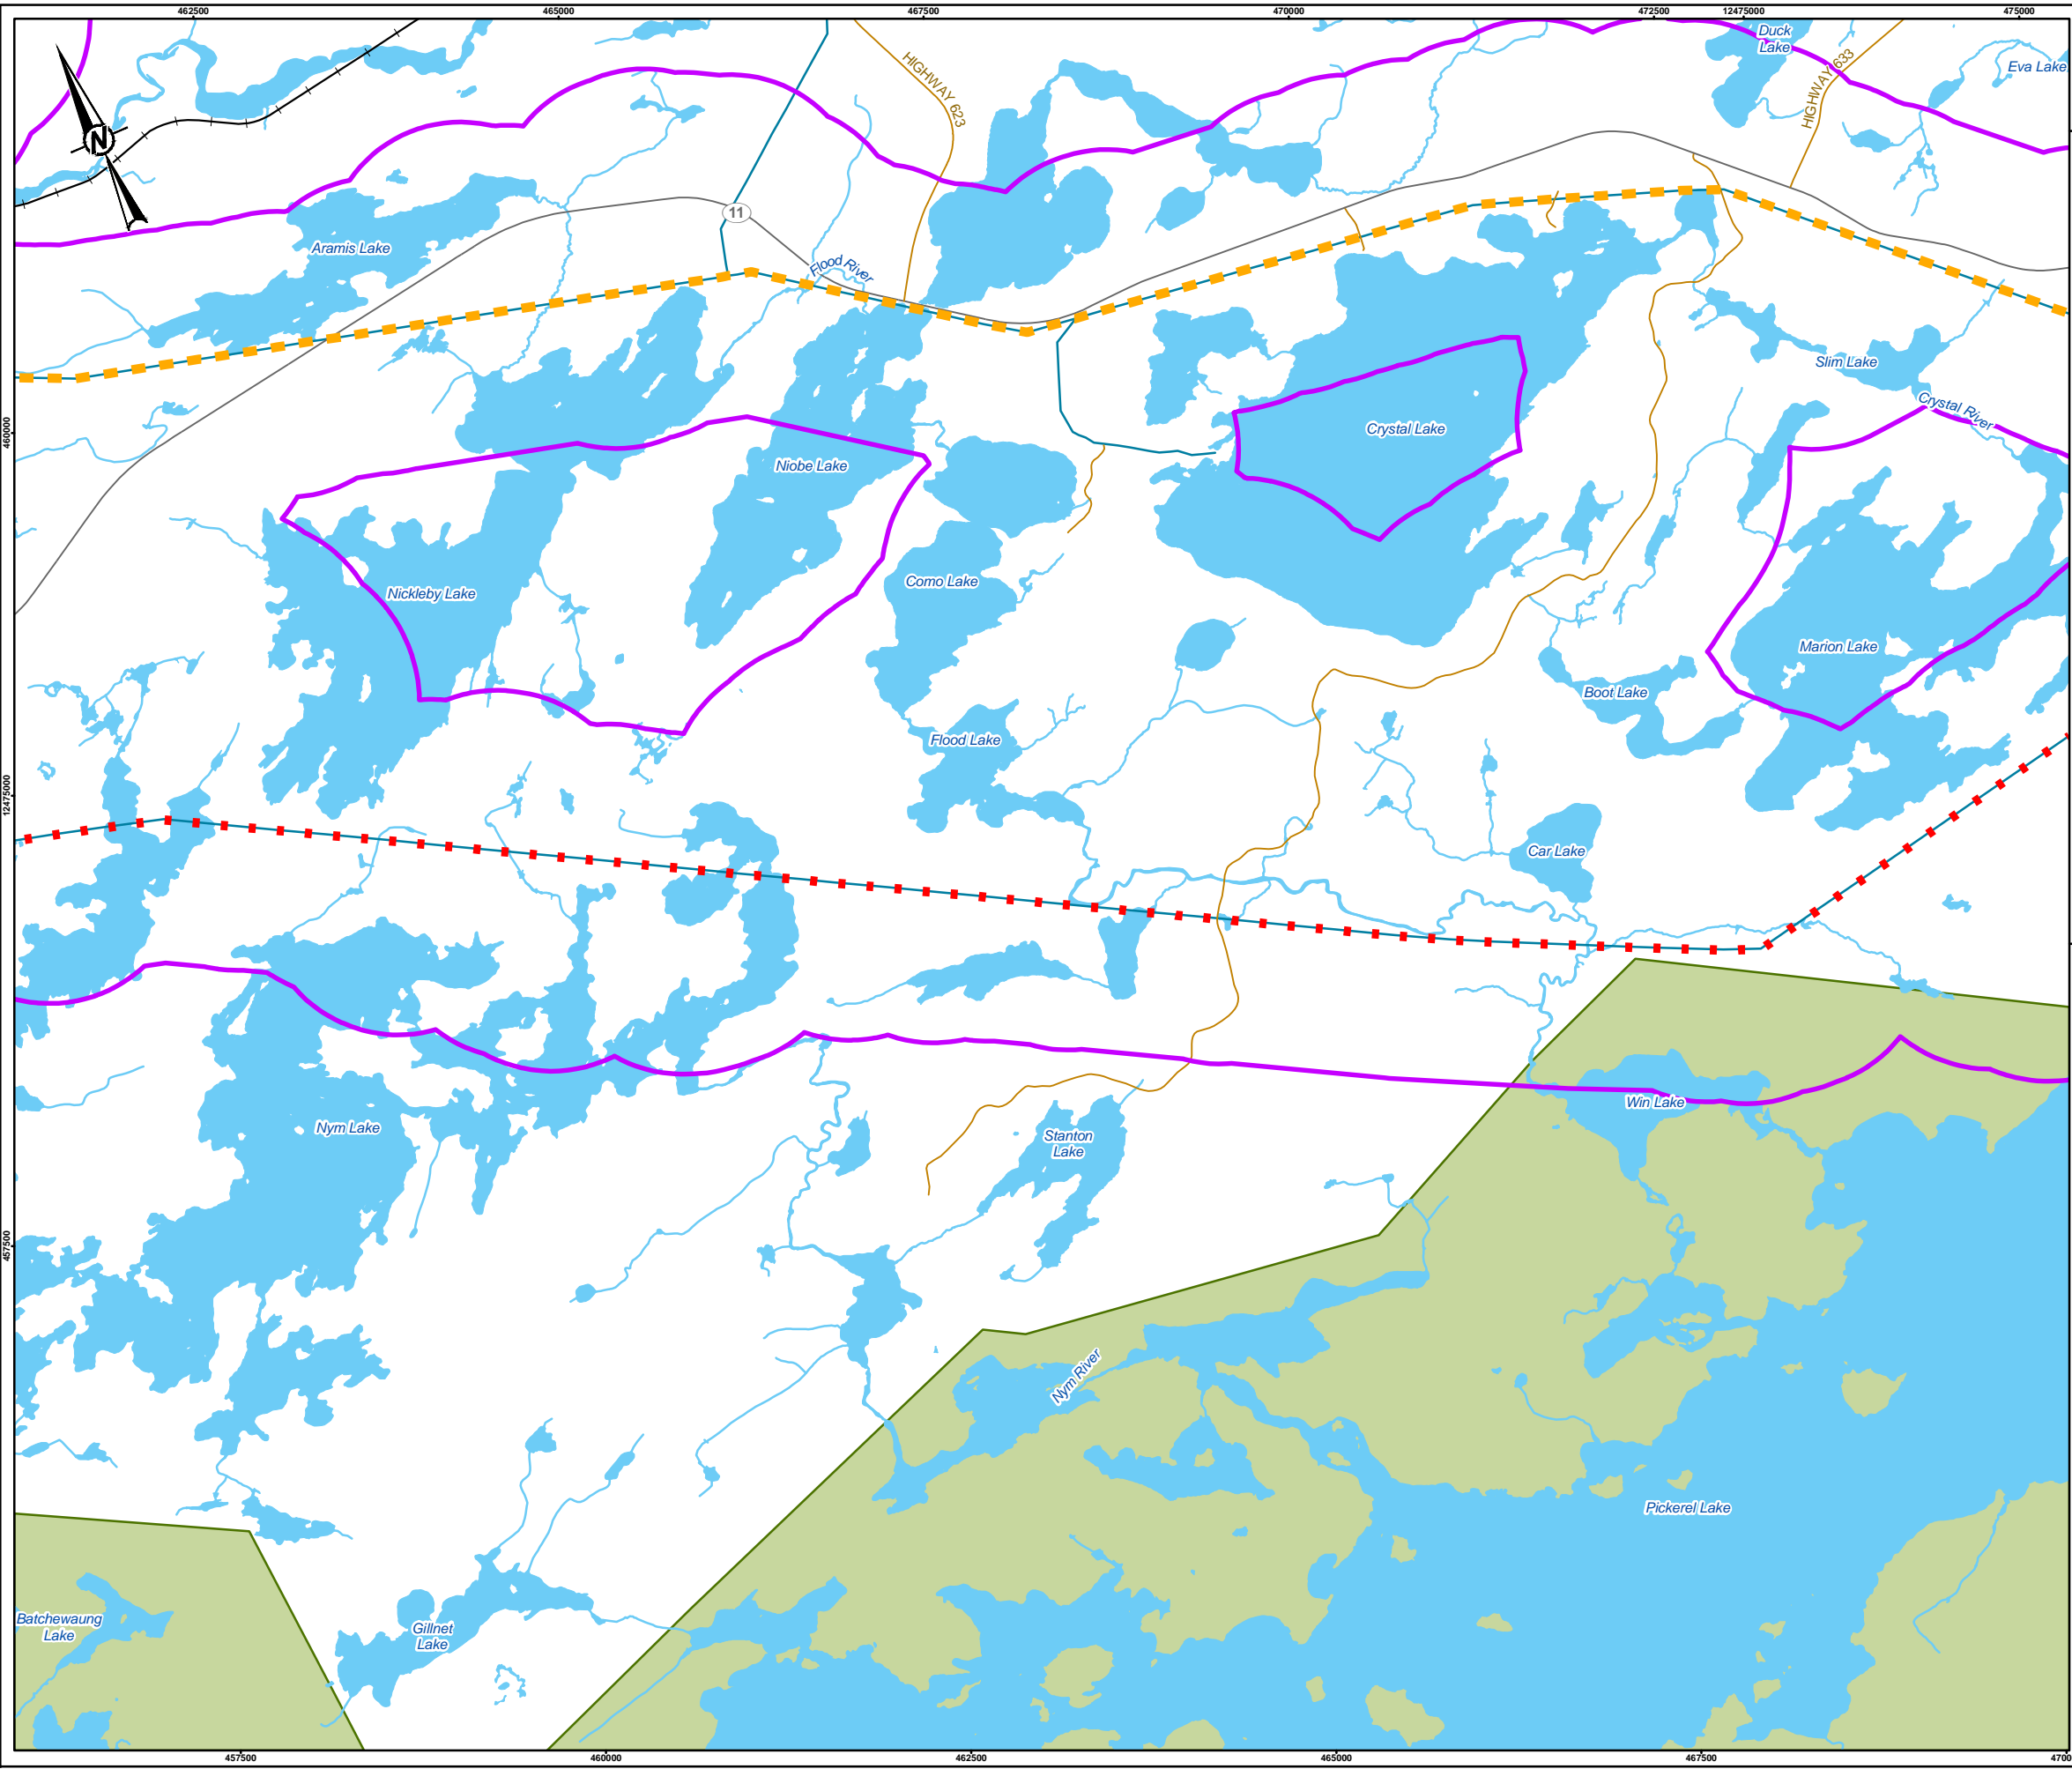 462500
465000
467500
470000
472500
12475000
475000
Duck
Lake
Eva Lake
HIGHWAY 623
HIGHWAY 633
N
11
Aramis Lake
Flood River
Slim Lake
Crystal River
Crystal Lake
460000
Niobe Lake
Como Lake
Nickleby Lake
Marion Lake
Boot Lake
Flood Lake
12475000
Car Lake
Win Lake
Nym Lake
Stanton
Lake
457500
Nym River
Pickerel Lake
Batchewaung
Lake
Gillnet
Lake
457500
460000
462500
465000
467500
4700